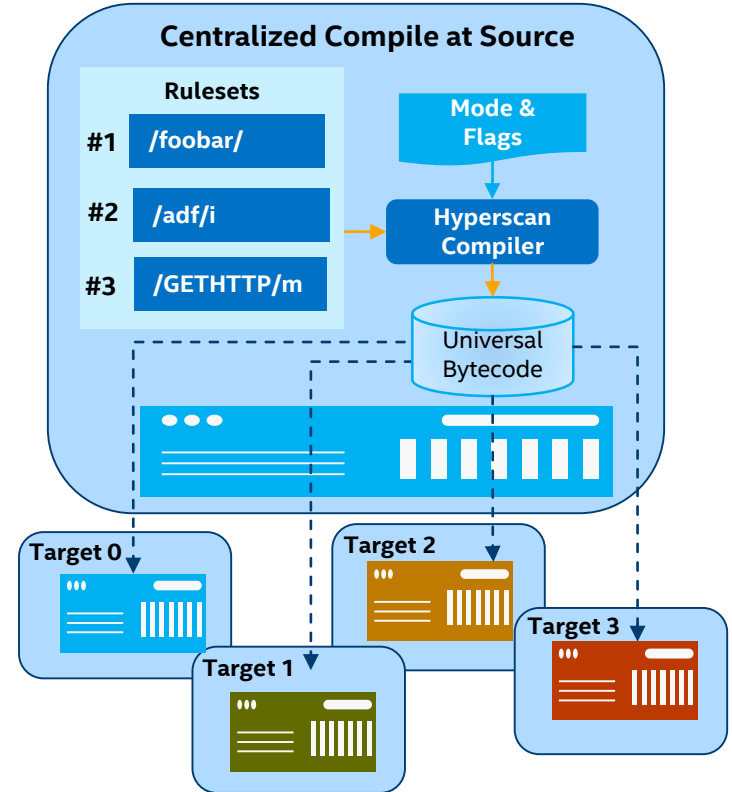 Centralized Compile at Source
Rulesets
#1 /foobar/
#2 /adf/i
#3 /GETHTTP/m
Mode &
Flags
Hyperscan
Compiler
Universal
Bytecode
Target 0
Target 1
Target 2
Target 3